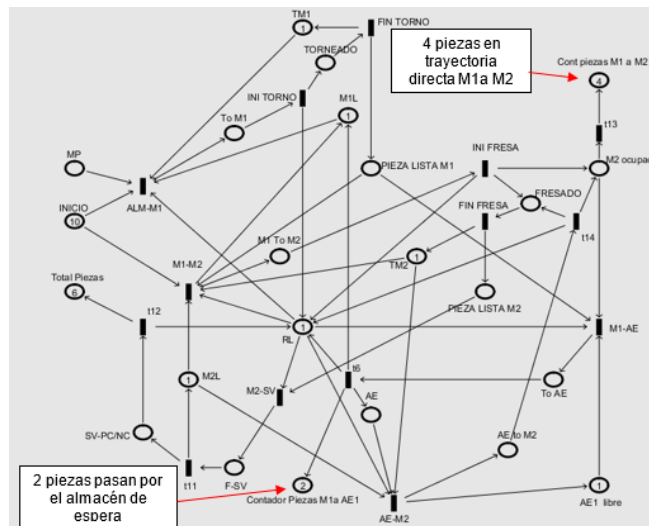 TM1
1
FIN TORNO
TORNEADO
4 piezas en
trayectoria
directa M1a M2
Cont piezas M1 a M2
4
INI TORNO
M1L
1
To M1
t13
MP
INI FRESA
PIEZA LISTA M1
M2 ocupac
ALM-M1
FRESADO
INICIO
10
FIN FRESA
t14
M1 To M2
M1-M2
TM2
1
Total Piezas
6
PIEZA LISTA M2
t12
RL
1
M1-AE
M2L
1
M2-SV
t6
AE
To AE
SV-PC/NC
AE to M2
t11
F-SV
2 piezas pasan por
el almacén de
espera
2
Contador Piezas M1a AE1
AE-M2
1
AE1 libre